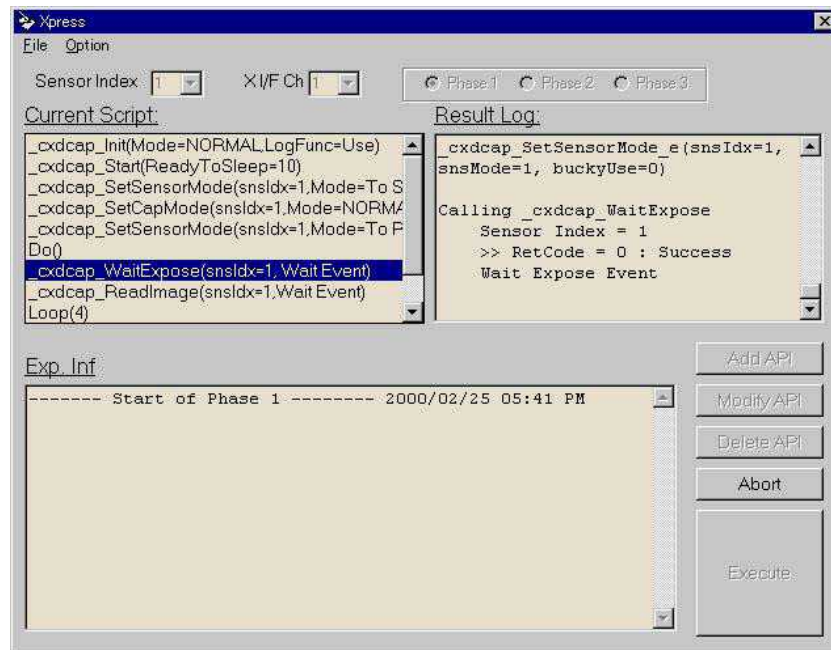 Xpress
File Option
Sensor Index 1 X I/F Ch 1 Phase 1 Phase 2 Phase 3
Current Script:
_cxdcap_Init(Mode=NORMAL,LogFunc=Use)
_cxdcap_Start(ReadyToSleep=10)
_cxdcap_SetSensorMode(snsIdx=1,Mode=To S
_cxdcap_SetCapMode(snsIdx=1,Mode=NORMA
_cxdcap_SetSensorMode(snsIdx=1,Mode=To P
Do()
_cxdcap_WaitExpose(snsIdx=1, Wait Event)
_cxdcap_ReadImage(snsIdx=1,Wait Event)
Loop(4)
Result Log:
_cxdcap_SetSensorMode_e(snsIdx=1,
snsMode=1, buckyUse=0)
Calling _cxdcap_WaitExpose
Sensor Index = 1
>> RetCode = 0 : Success
Wait Expose Event
Exp. Inf
------- Start of Phase 1 -------- 2000/02/25 05:41 PM
Add API
Modify API
Delete API
Abort
Execute